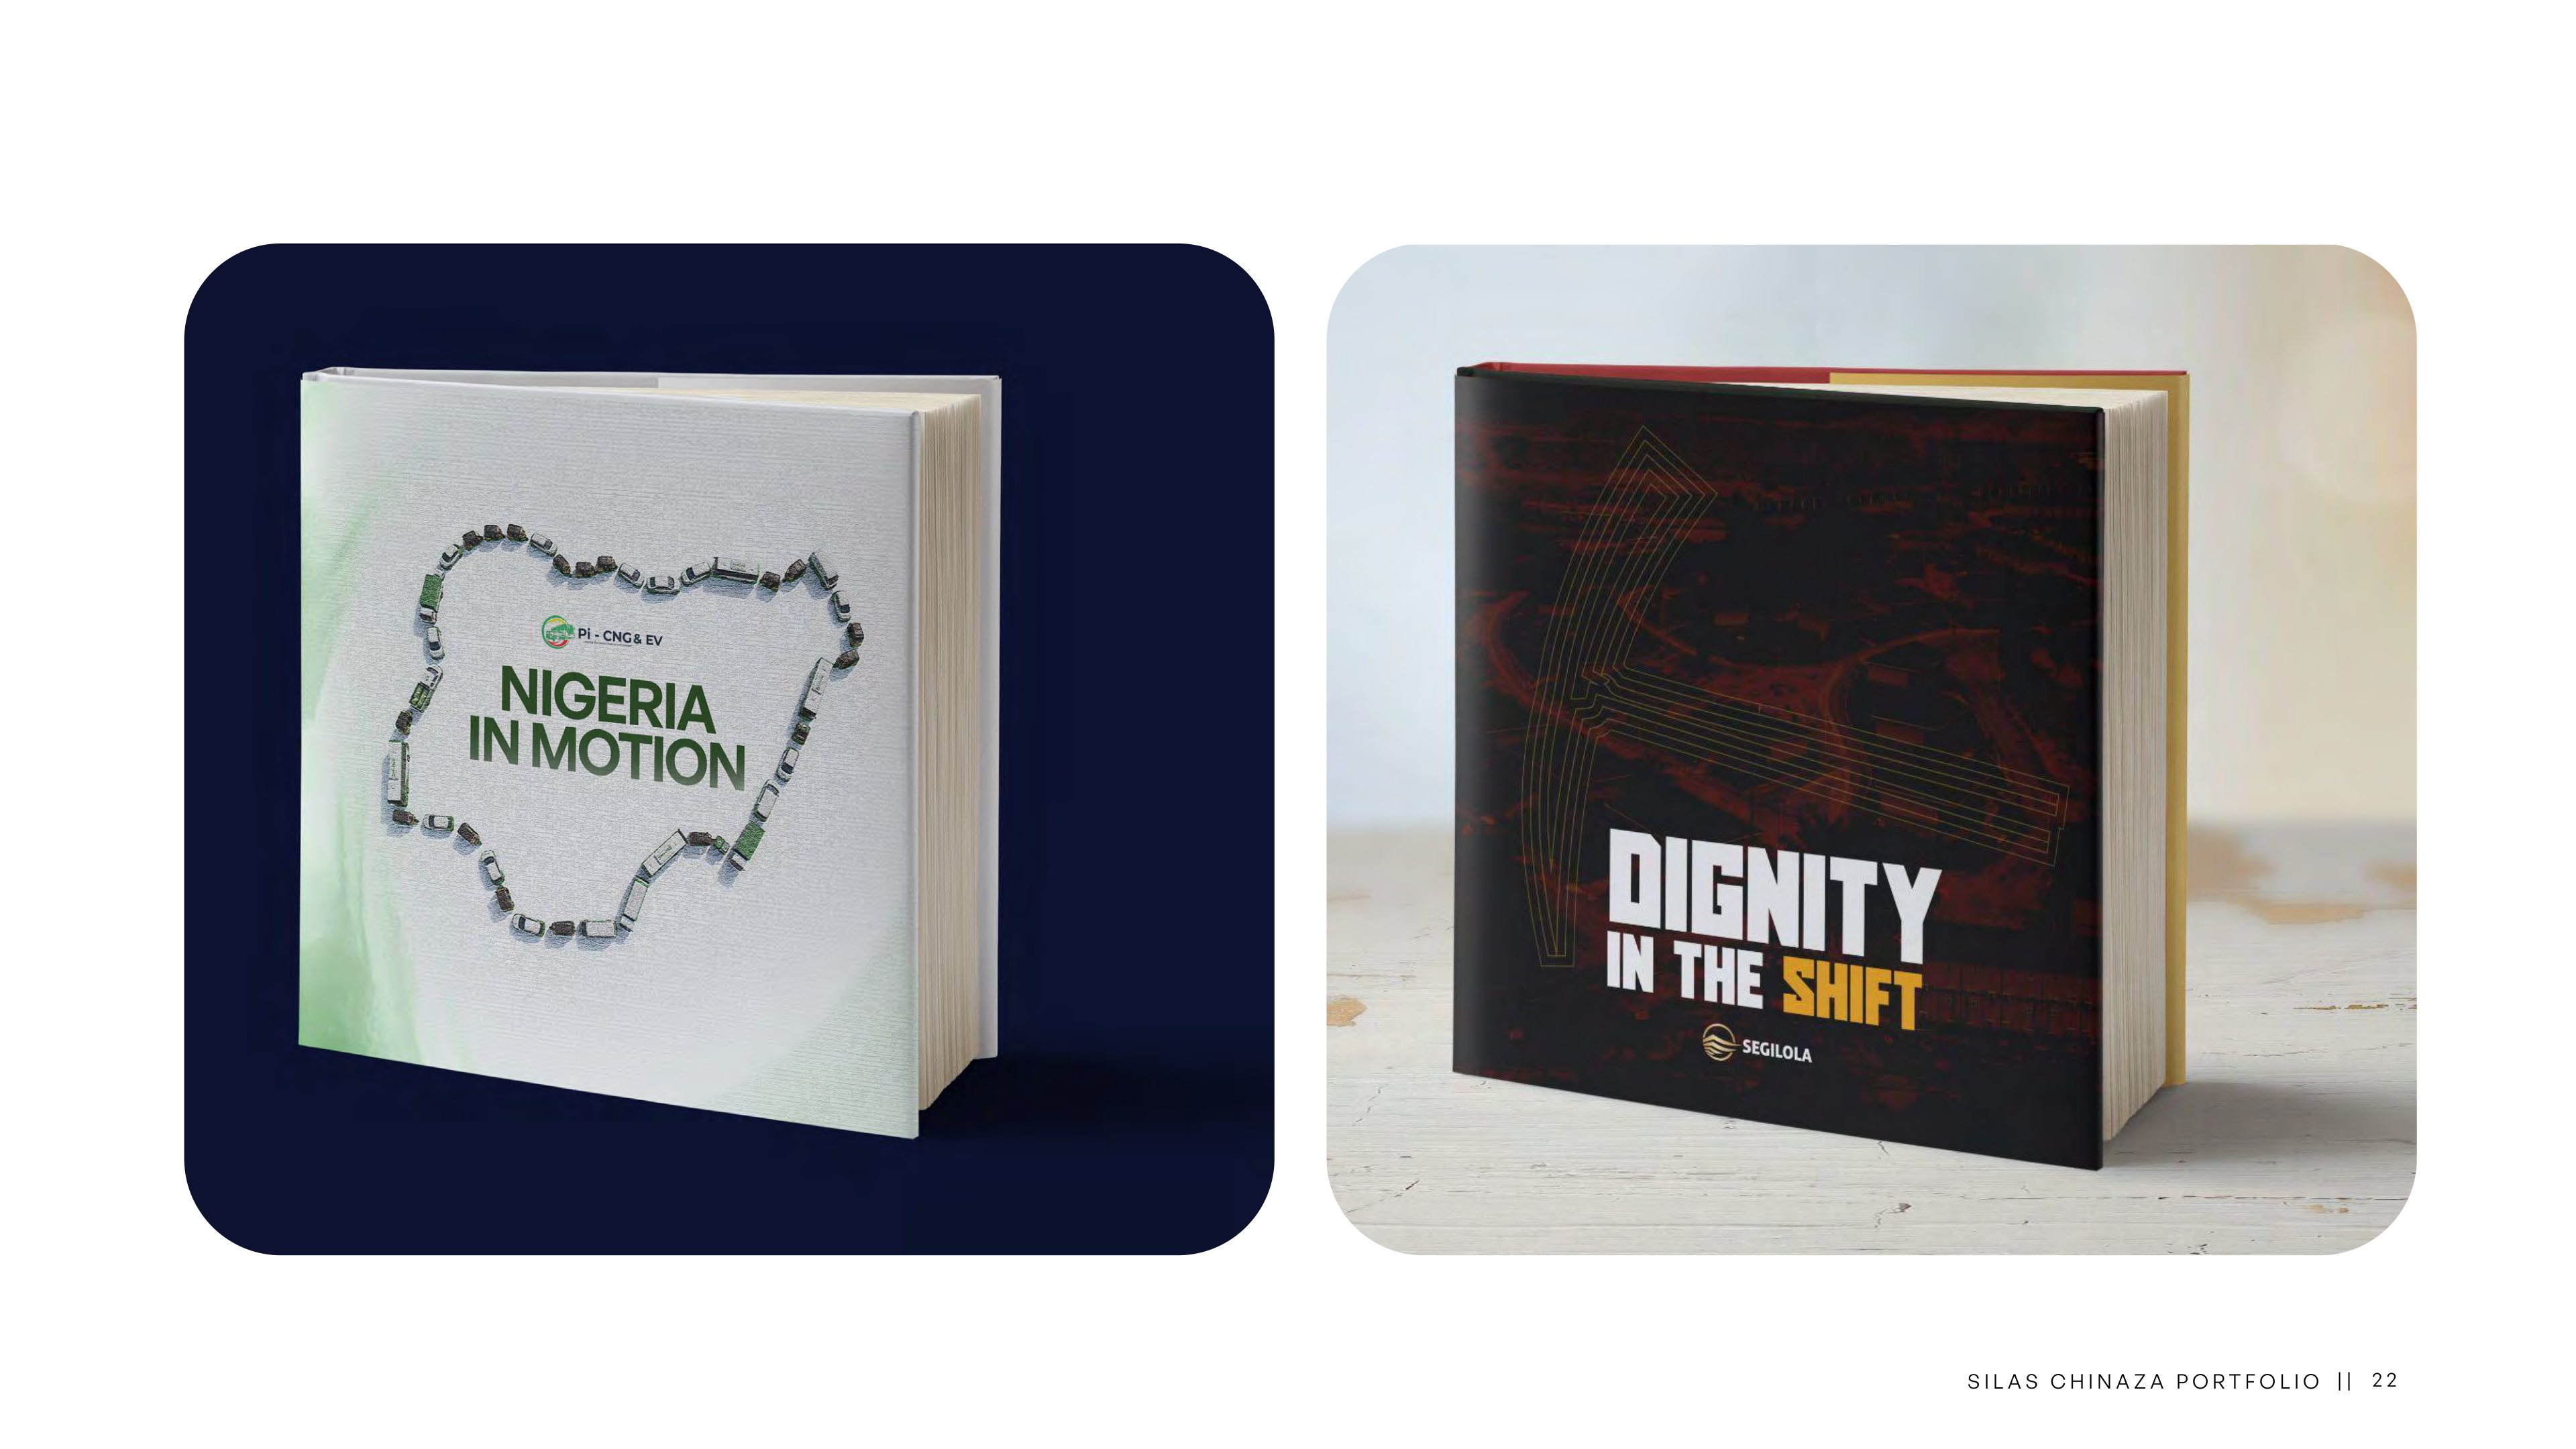 Pi - CNG & EV
NIGERIA
IN MOTION
DIGNITY
IN THE SHIFT
SEGILOLA
SILAS CHINAZA PORTFOLIO || 22